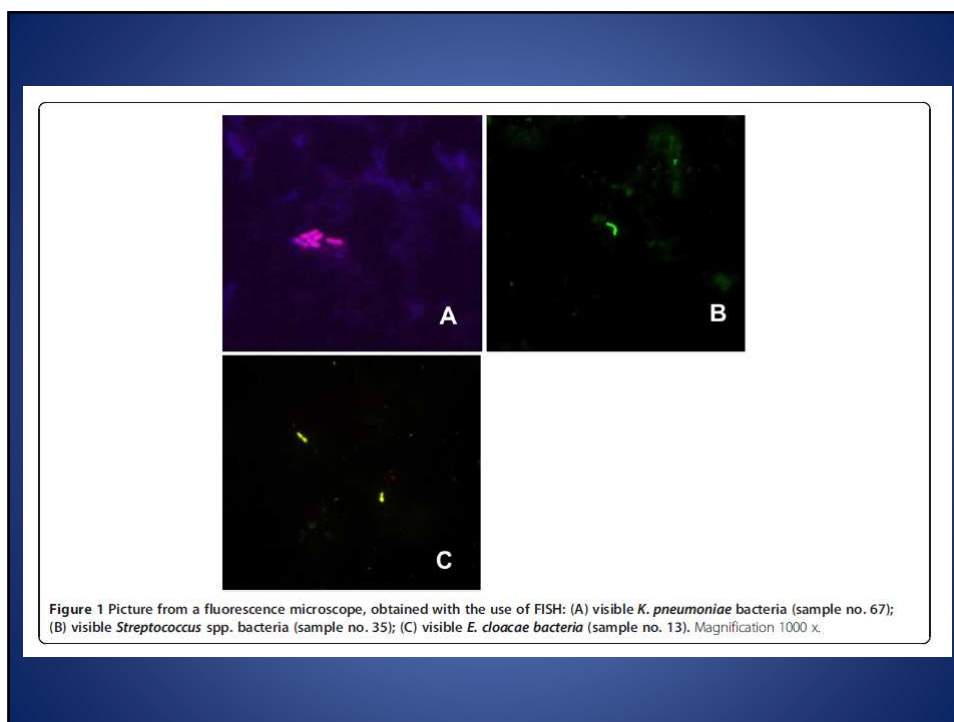 A
B
C
Figure 1 Picture from a fluorescence microscope, obtained with the use of FISH: (A) visible K. pneumoniae bacteria (sample no. 67);
(B) visible Streptococcus spp. bacteria (sample no. 35); (C) visible E. cloacae bacteria (sample no. 13). Magnification 1000 x.